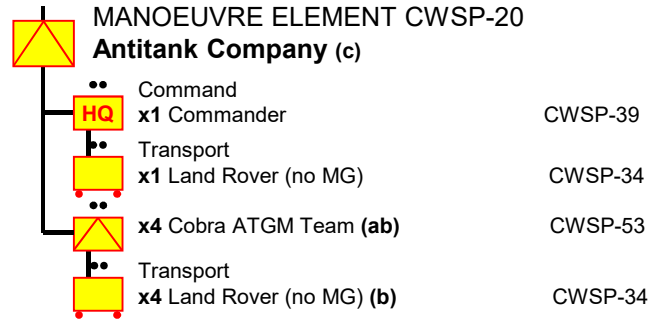 MANOEUVRE ELEMENT CWSP-20
Antitank Company (c)
Command
HQ x1 Commander CWSP-39
Transport
x1 Land Rover (no MG) CWSP-34
x4 Cobra ATGM Team (ab) CWSP-53
Transport
x4 Land Rover (no MG) (b) CWSP-34